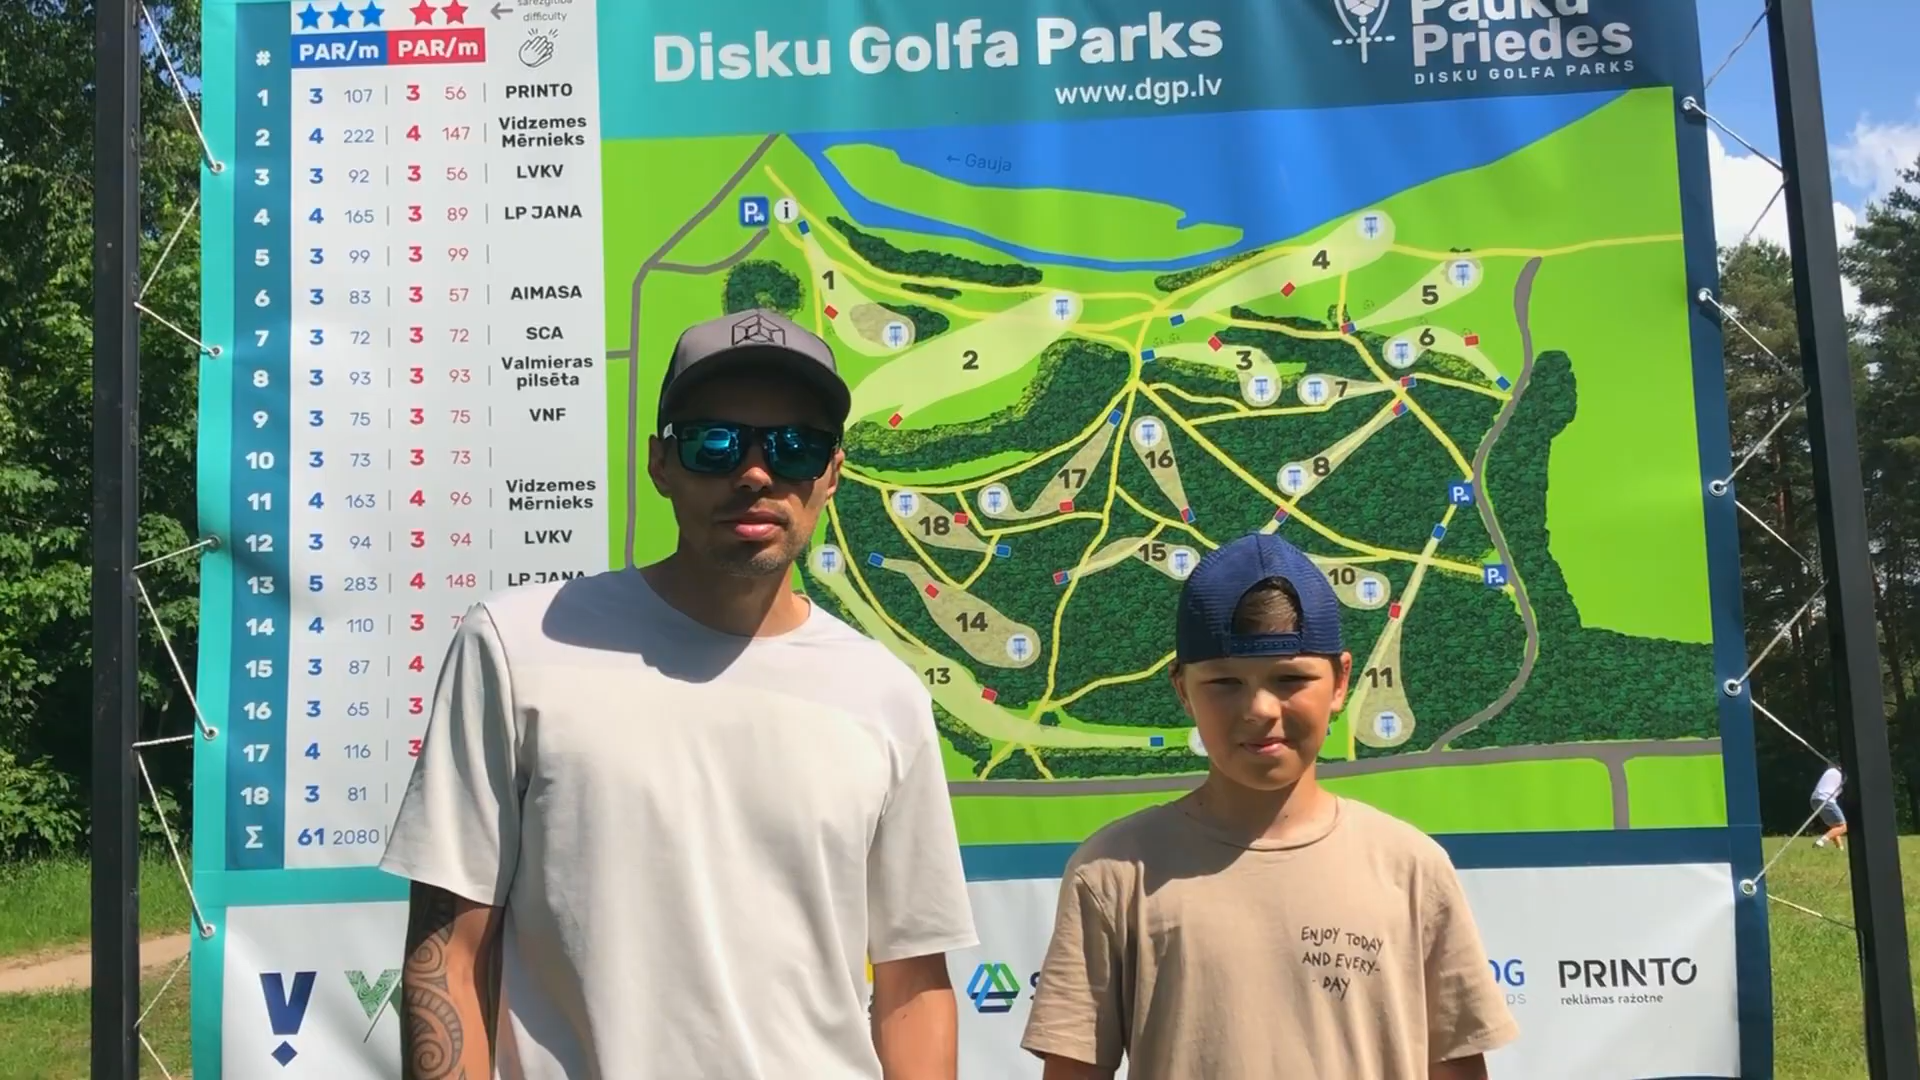 sarežģītība
difficulty
PAR/m PAR/m
#
1 3 107 | 3 56 | PRINTO
2 4 222 | 4 147 | Vidzemes Mērnieks
3 3 92 | 3 56 | LVKV
4 4 165 | 3 89 | LP JANA
5 3 99 | 3 99 |
6 3 83 | 3 57 | AIMASA
7 3 72 | 3 72 | SCA
8 3 93 | 3 93 | Valmieras pilsēta
9 3 75 | 3 75 | VNF
10 3 73 | 3 73 |
11 4 163 | 4 96 | Vidzemes Mērnieks
12 3 94 | 3 94 | LVKV
13 5 283 | 4 148 | LP JANA
14 4 110 | 3
15 3 87 | 4
16 3 65 | 3
17 4 116 | 3
18 3 81 |
Σ 61 2080 |
Disku Golfa Parks
www.dgp.lv
Pauku
Priedes
DISKU GOLFA PARKS
← Gauja
P i
1
2
3
4
5
6
7
8
16
17
18
15
10
14
13
11
P
P
ENJOY TODAY
AND EVERY-
DAY
PRINTO
reklāmas ražotne